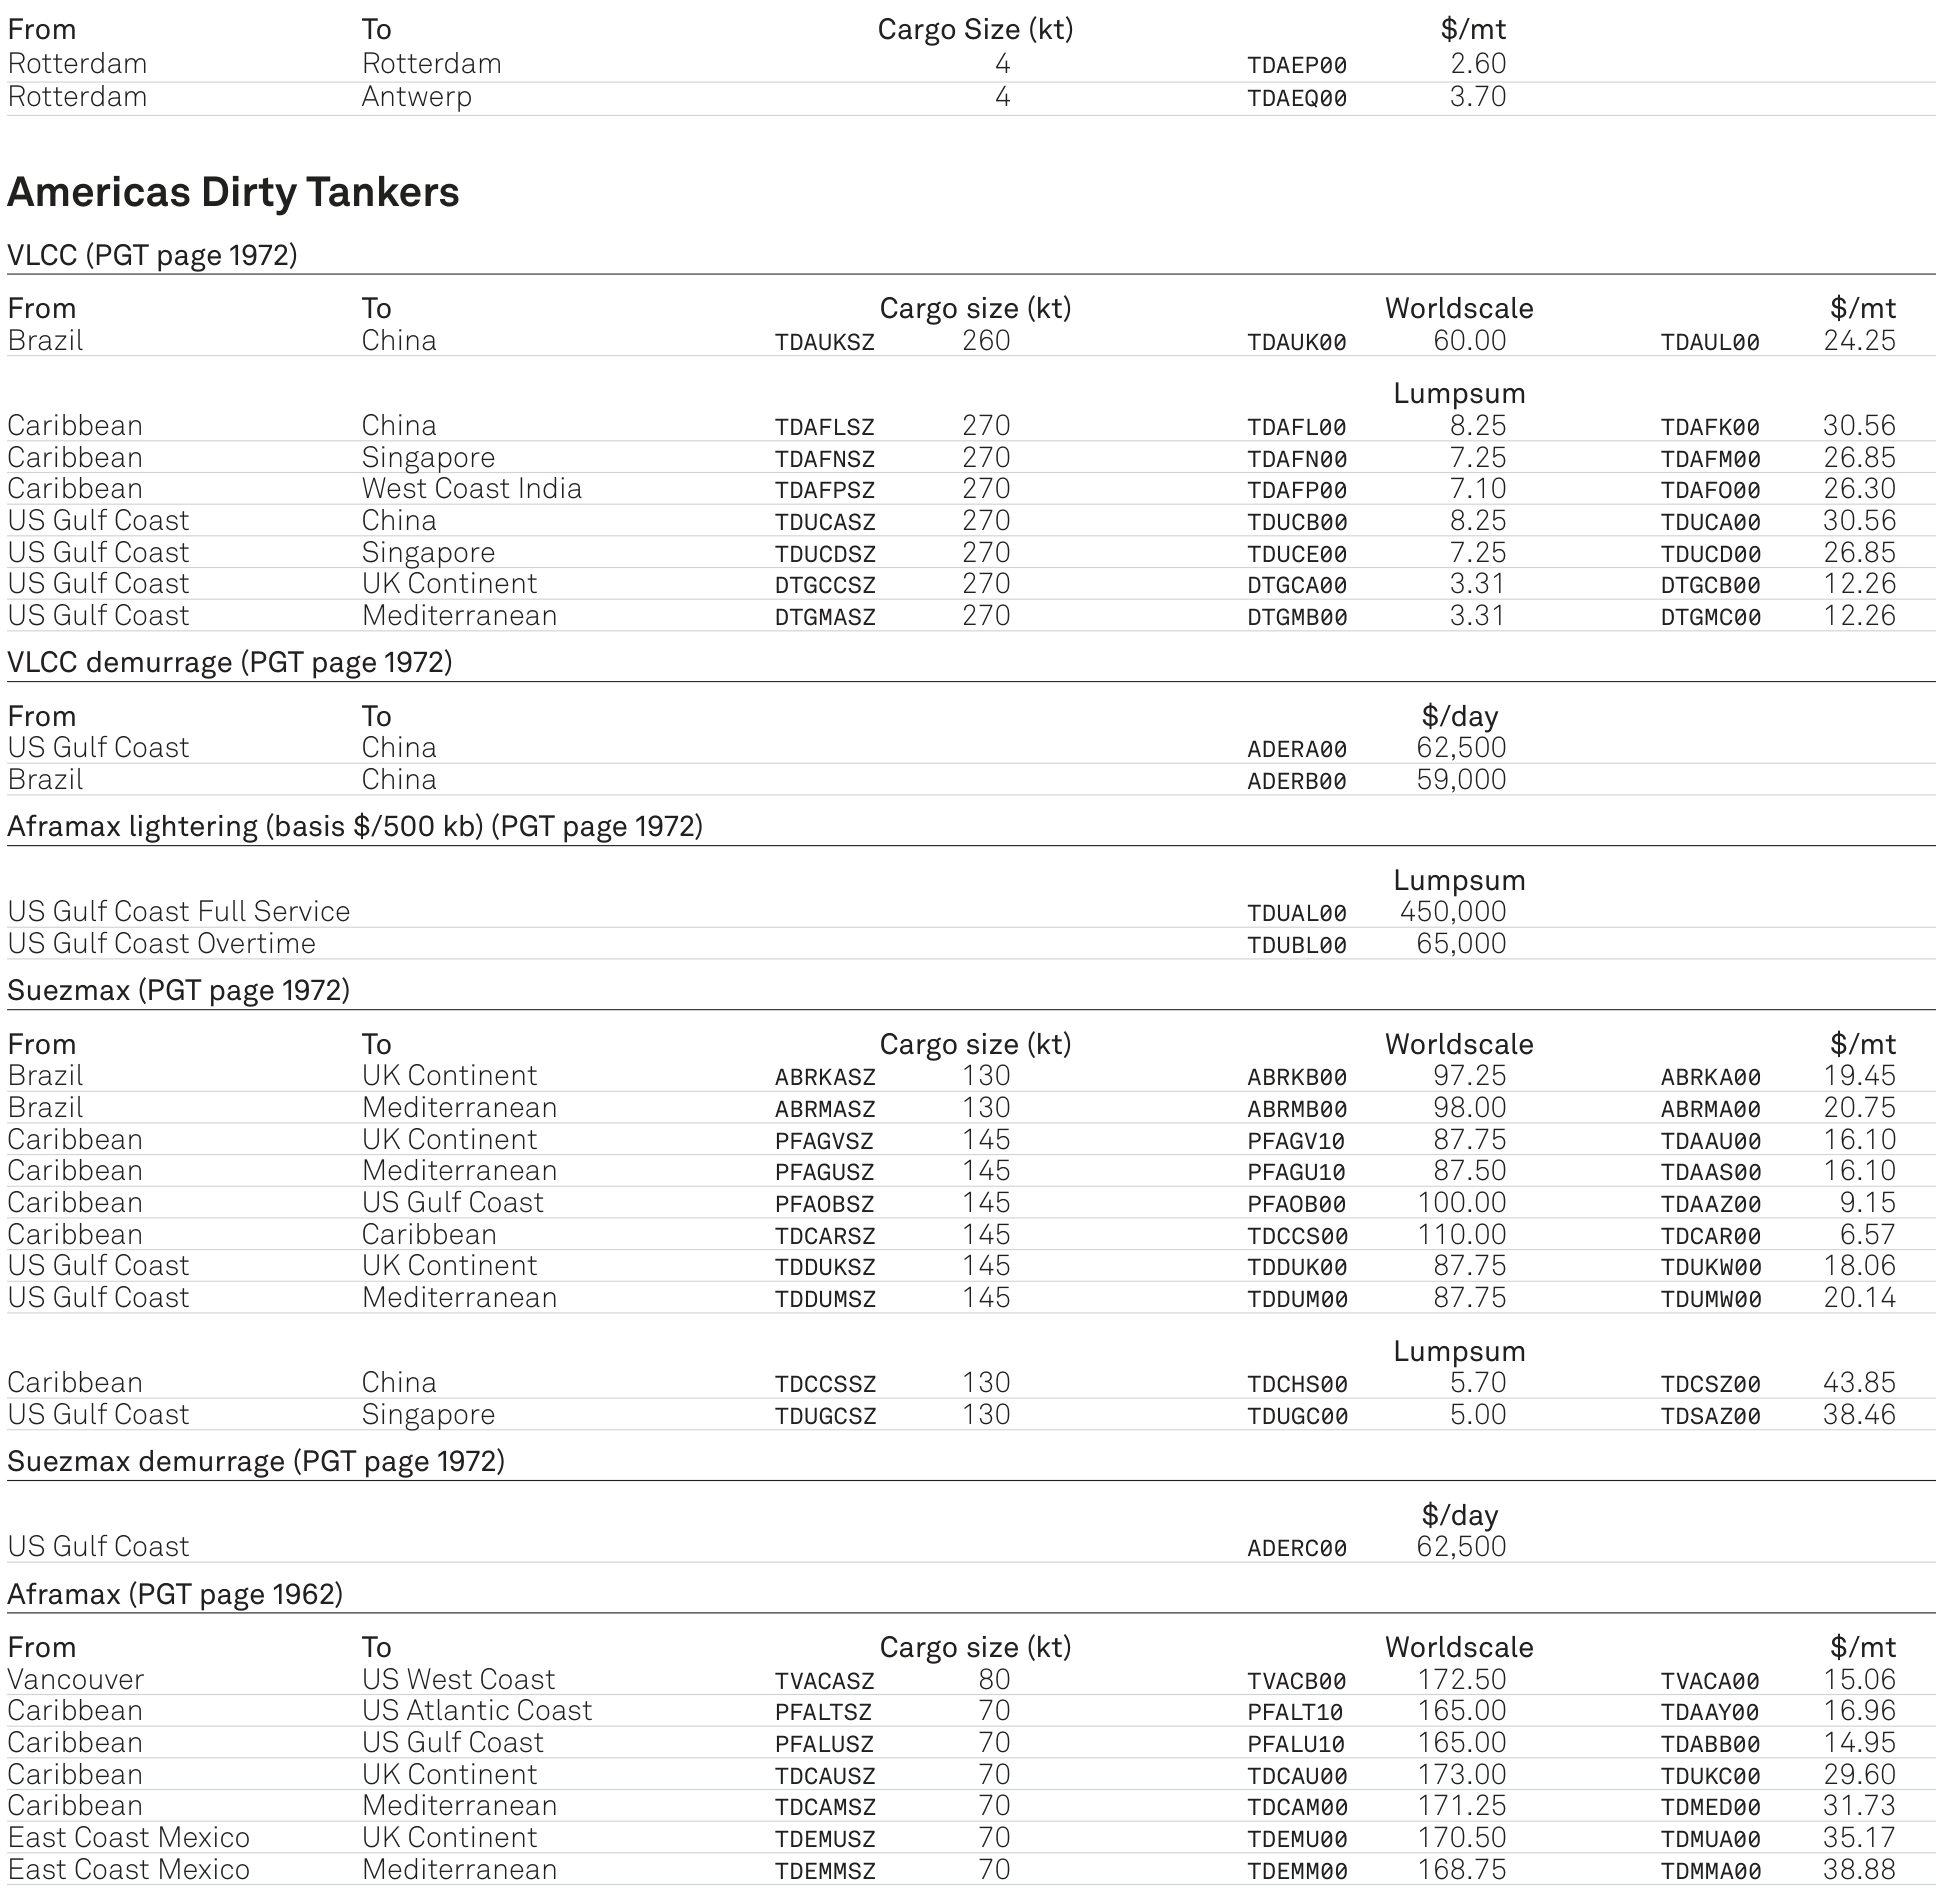 From To Cargo Size (kt) $/mt
Rotterdam Rotterdam 4 TDAEP00 2.60
Rotterdam Antwerp 4 TDAEQ00 3.70
Americas Dirty Tankers
VLCC (PGT page 1972)
From To Cargo size (kt) Worldscale $/mt
Brazil China TDAUKSZ 260 TDAUK00 60.00 TDAUL00 24.25
Lumpsum
Caribbean China TDAFLSZ 270 TDAFL00 8.25 TDAFK00 30.56
Caribbean Singapore TDAFNSZ 270 TDAFN00 7.25 TDAFM00 26.85
Caribbean West Coast India TDAFPSZ 270 TDAFP00 7.10 TDAFO00 26.30
US Gulf Coast China TDUCASZ 270 TDUCB00 8.25 TDUCA00 30.56
US Gulf Coast Singapore TDUCDSZ 270 TDUCE00 7.25 TDUCD00 26.85
US Gulf Coast UK Continent DTGCCSZ 270 DTGCA00 3.31 DTGCB00 12.26
US Gulf Coast Mediterranean DTGMASZ 270 DTGMB00 3.31 DTGMC00 12.26
VLCC demurrage (PGT page 1972)
From To $/day
US Gulf Coast China ADERA00 62,500
Brazil China ADERB00 59,000
Aframax lightering (basis $/500 kb) (PGT page 1972)
Lumpsum
US Gulf Coast Full Service TDUAL00 450,000
US Gulf Coast Overtime TDUBL00 65,000
Suezmax (PGT page 1972)
From To Cargo size (kt) Worldscale $/mt
Brazil UK Continent ABRKASZ 130 ABRKB00 97.25 ABRKA00 19.45
Brazil Mediterranean ABRMASZ 130 ABRMB00 98.00 ABRMA00 20.75
Caribbean UK Continent PFAGVSZ 145 PFAGV10 87.75 TDAAU00 16.10
Caribbean Mediterranean PFAGUSZ 145 PFAGU10 87.50 TDAAS00 16.10
Caribbean US Gulf Coast PFAOBSZ 145 PFAOB00 100.00 TDAAZ00 9.15
Caribbean Caribbean TDCARSZ 145 TDCCS00 110.00 TDCAR00 6.57
US Gulf Coast UK Continent TDDUKSZ 145 TDDUK00 87.75 TDUKW00 18.06
US Gulf Coast Mediterranean TDDUMSZ 145 TDDUM00 87.75 TDUMW00 20.14
Lumpsum
Caribbean China TDCCSSZ 130 TDCHS00 5.70 TDCSZ00 43.85
US Gulf Coast Singapore TDUGCSZ 130 TDUGC00 5.00 TDSAZ00 38.46
Suezmax demurrage (PGT page 1972)
$/day
US Gulf Coast ADERC00 62,500
Aframax (PGT page 1962)
From To Cargo size (kt) Worldscale $/mt
Vancouver US West Coast TVACASZ 80 TVACB00 172.50 TVACA00 15.06
Caribbean US Atlantic Coast PFALTSZ 70 PFALT10 165.00 TDAAY00 16.96
Caribbean US Gulf Coast PFALUSZ 70 PFALU10 165.00 TDABB00 14.95
Caribbean UK Continent TDCAUSZ 70 TDCAU00 173.00 TDUKC00 29.60
Caribbean Mediterranean TDCAMSZ 70 TDCAM00 171.25 TDMED00 31.73
East Coast Mexico UK Continent TDEMUSZ 70 TDEMU00 170.50 TDMUA00 35.17
East Coast Mexico Mediterranean TDEMMSZ 70 TDEMM00 168.75 TDMMA00 38.88